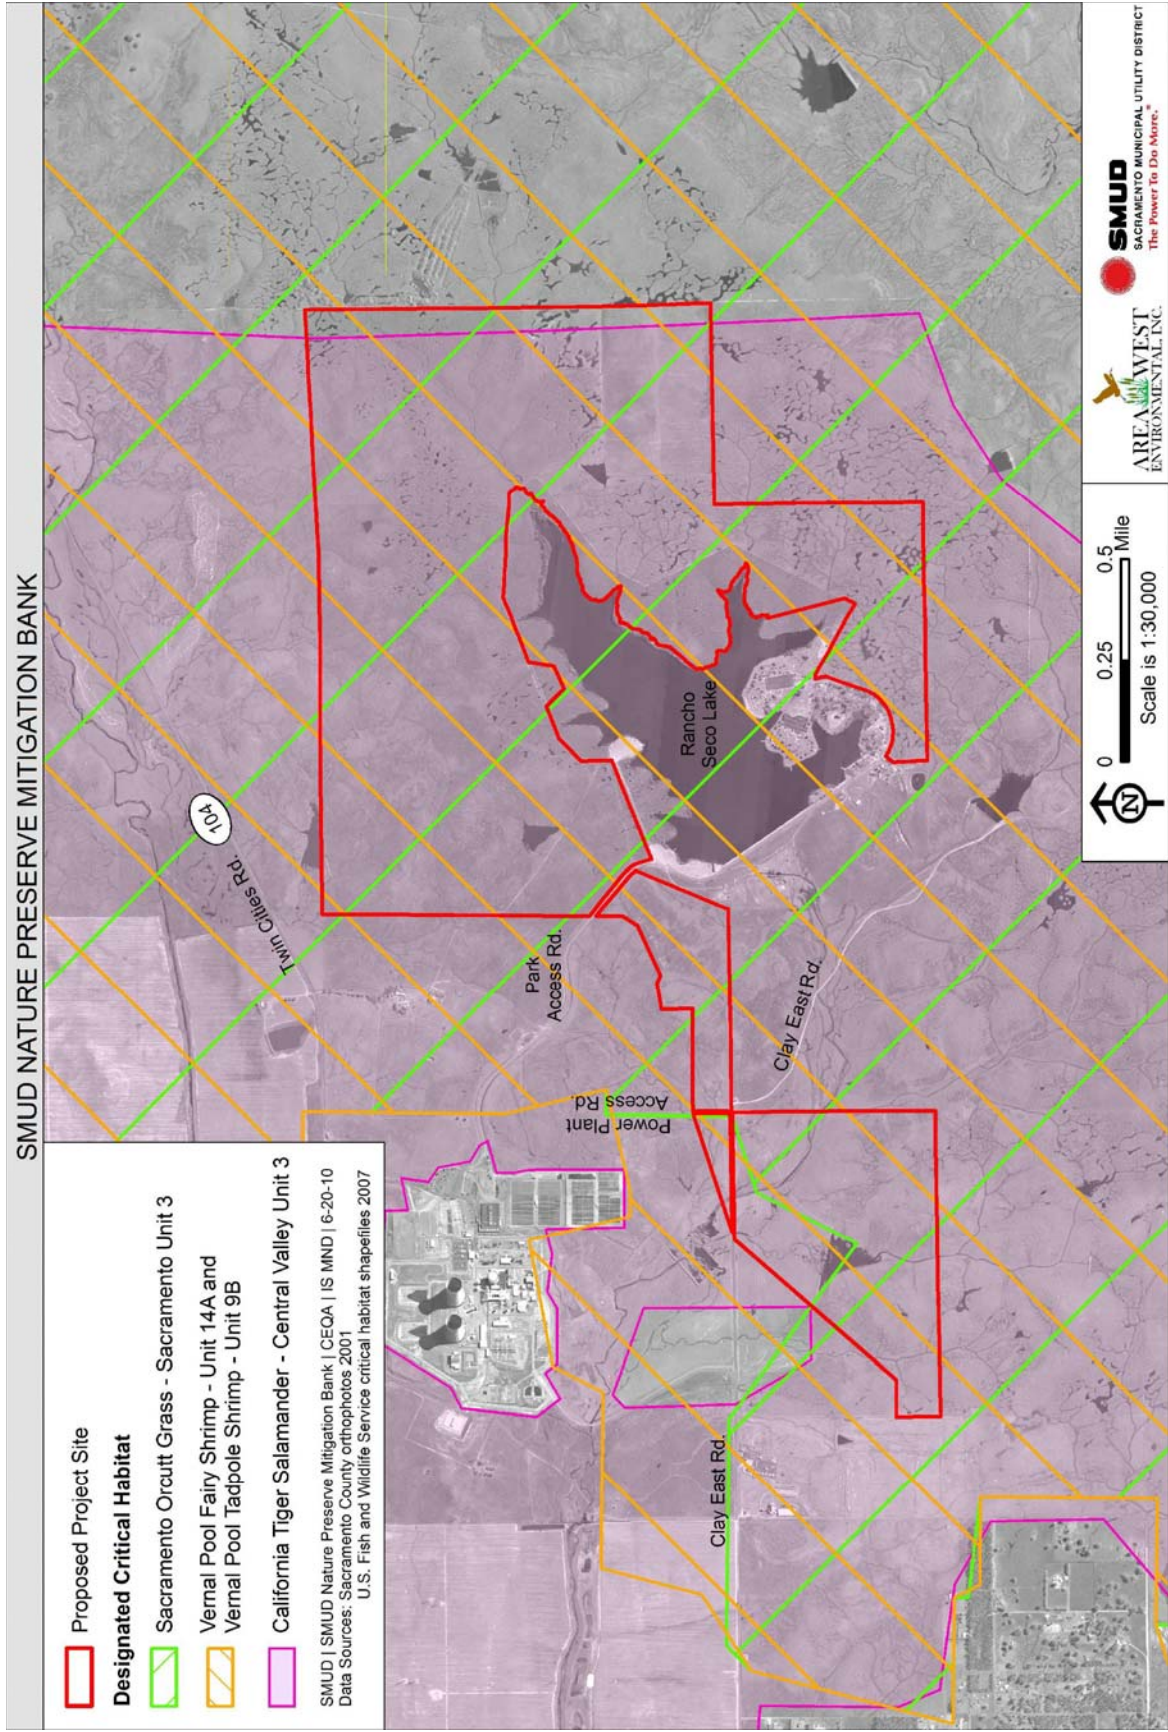 SMUD NATURE PRESERVE MITIGATION BANK
Proposed Project Site
Designated Critical Habitat
Sacramento Orcutt Grass - Sacramento Unit 3
Vernal Pool Fairy Shrimp - Unit 14A and
Vernal Pool Tadpole Shrimp - Unit 9B
California Tiger Salamander - Central Valley Unit 3
SMUD | SMUD Nature Preserve Mitigation Bank | CEQA | IS MND | 6-20-10
Data Sources: Sacramento County orthophotos 2001
U.S. Fish and Wildlife Service critical habitat shapefiles 2007
104
Twin Cities Rd.
Park
Access Rd.
Power Plant
Access Rd.
Rancho
Seco Lake
Clay East Rd.
Clay East Rd.
N
0 0.25 0.5
Mile
Scale is 1:30,000
AREA WEST
ENVIRONMENTAL, INC.
SMUD
SACRAMENTO MUNICIPAL UTILITY DISTRICT
The Power To Do More.®